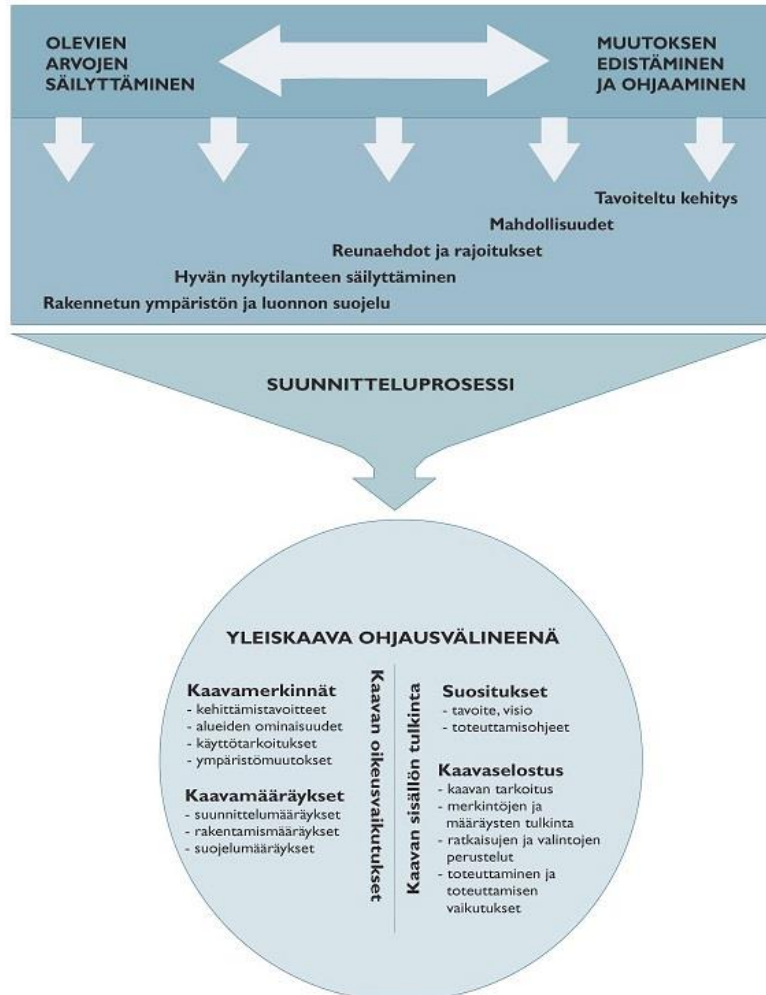 OLEVIEN
ARVOJEN
SÄILYTTÄMINEN
MUUTOKSEN
EDISTÄMINEN
JA OHJAAMINEN
Tavoiteltu kehitys
Mahdollisuudet
Reunaehdot ja rajoitukset
Hyvän nykytilanteen säilyttäminen
Rakennetun ympäristön ja luonnon suojelu
SUUNNITTELUPROSESSI
YLEISKAAVA OHJAUSVÄLINEENÄ
Kaavamerkinnät
- kehittämistavoitteet
- alueiden ominaisuudet
- käyttötarkoitukset
- ympäristömuutokset
Kaavamääräykset
- suunnittelumääräykset
- rakentamismääräykset
- suojelumääräykset
Kaavan oikeusvaikutukset
Kaavan sisällön tulkinta
Suositukset
- tavoite, visio
- toteuttamisohjeet
Kaavaselostus
- kaavan tarkoitus
- merkintöjen ja
määräysten tulkinta
- ratkaisujen ja valintojen
perustelut
- toteuttaminen ja
toteuttamisen
vaikutukset